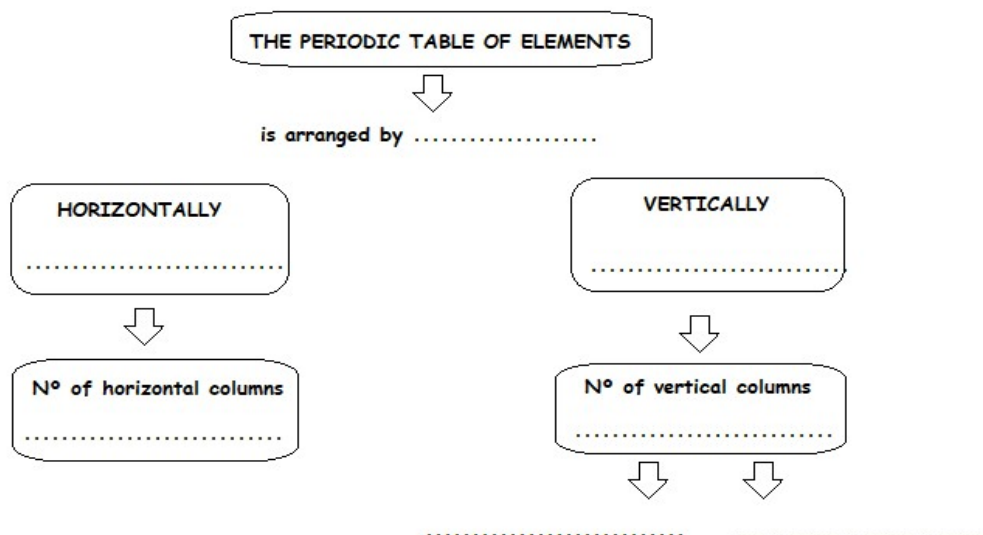 THE PERIODIC TABLE OF ELEMENTS
is arranged by ....................
HORIZONTALLY
............................
VERTICALLY
............................
Nº of horizontal columns
............................
Nº of vertical columns
............................
............................